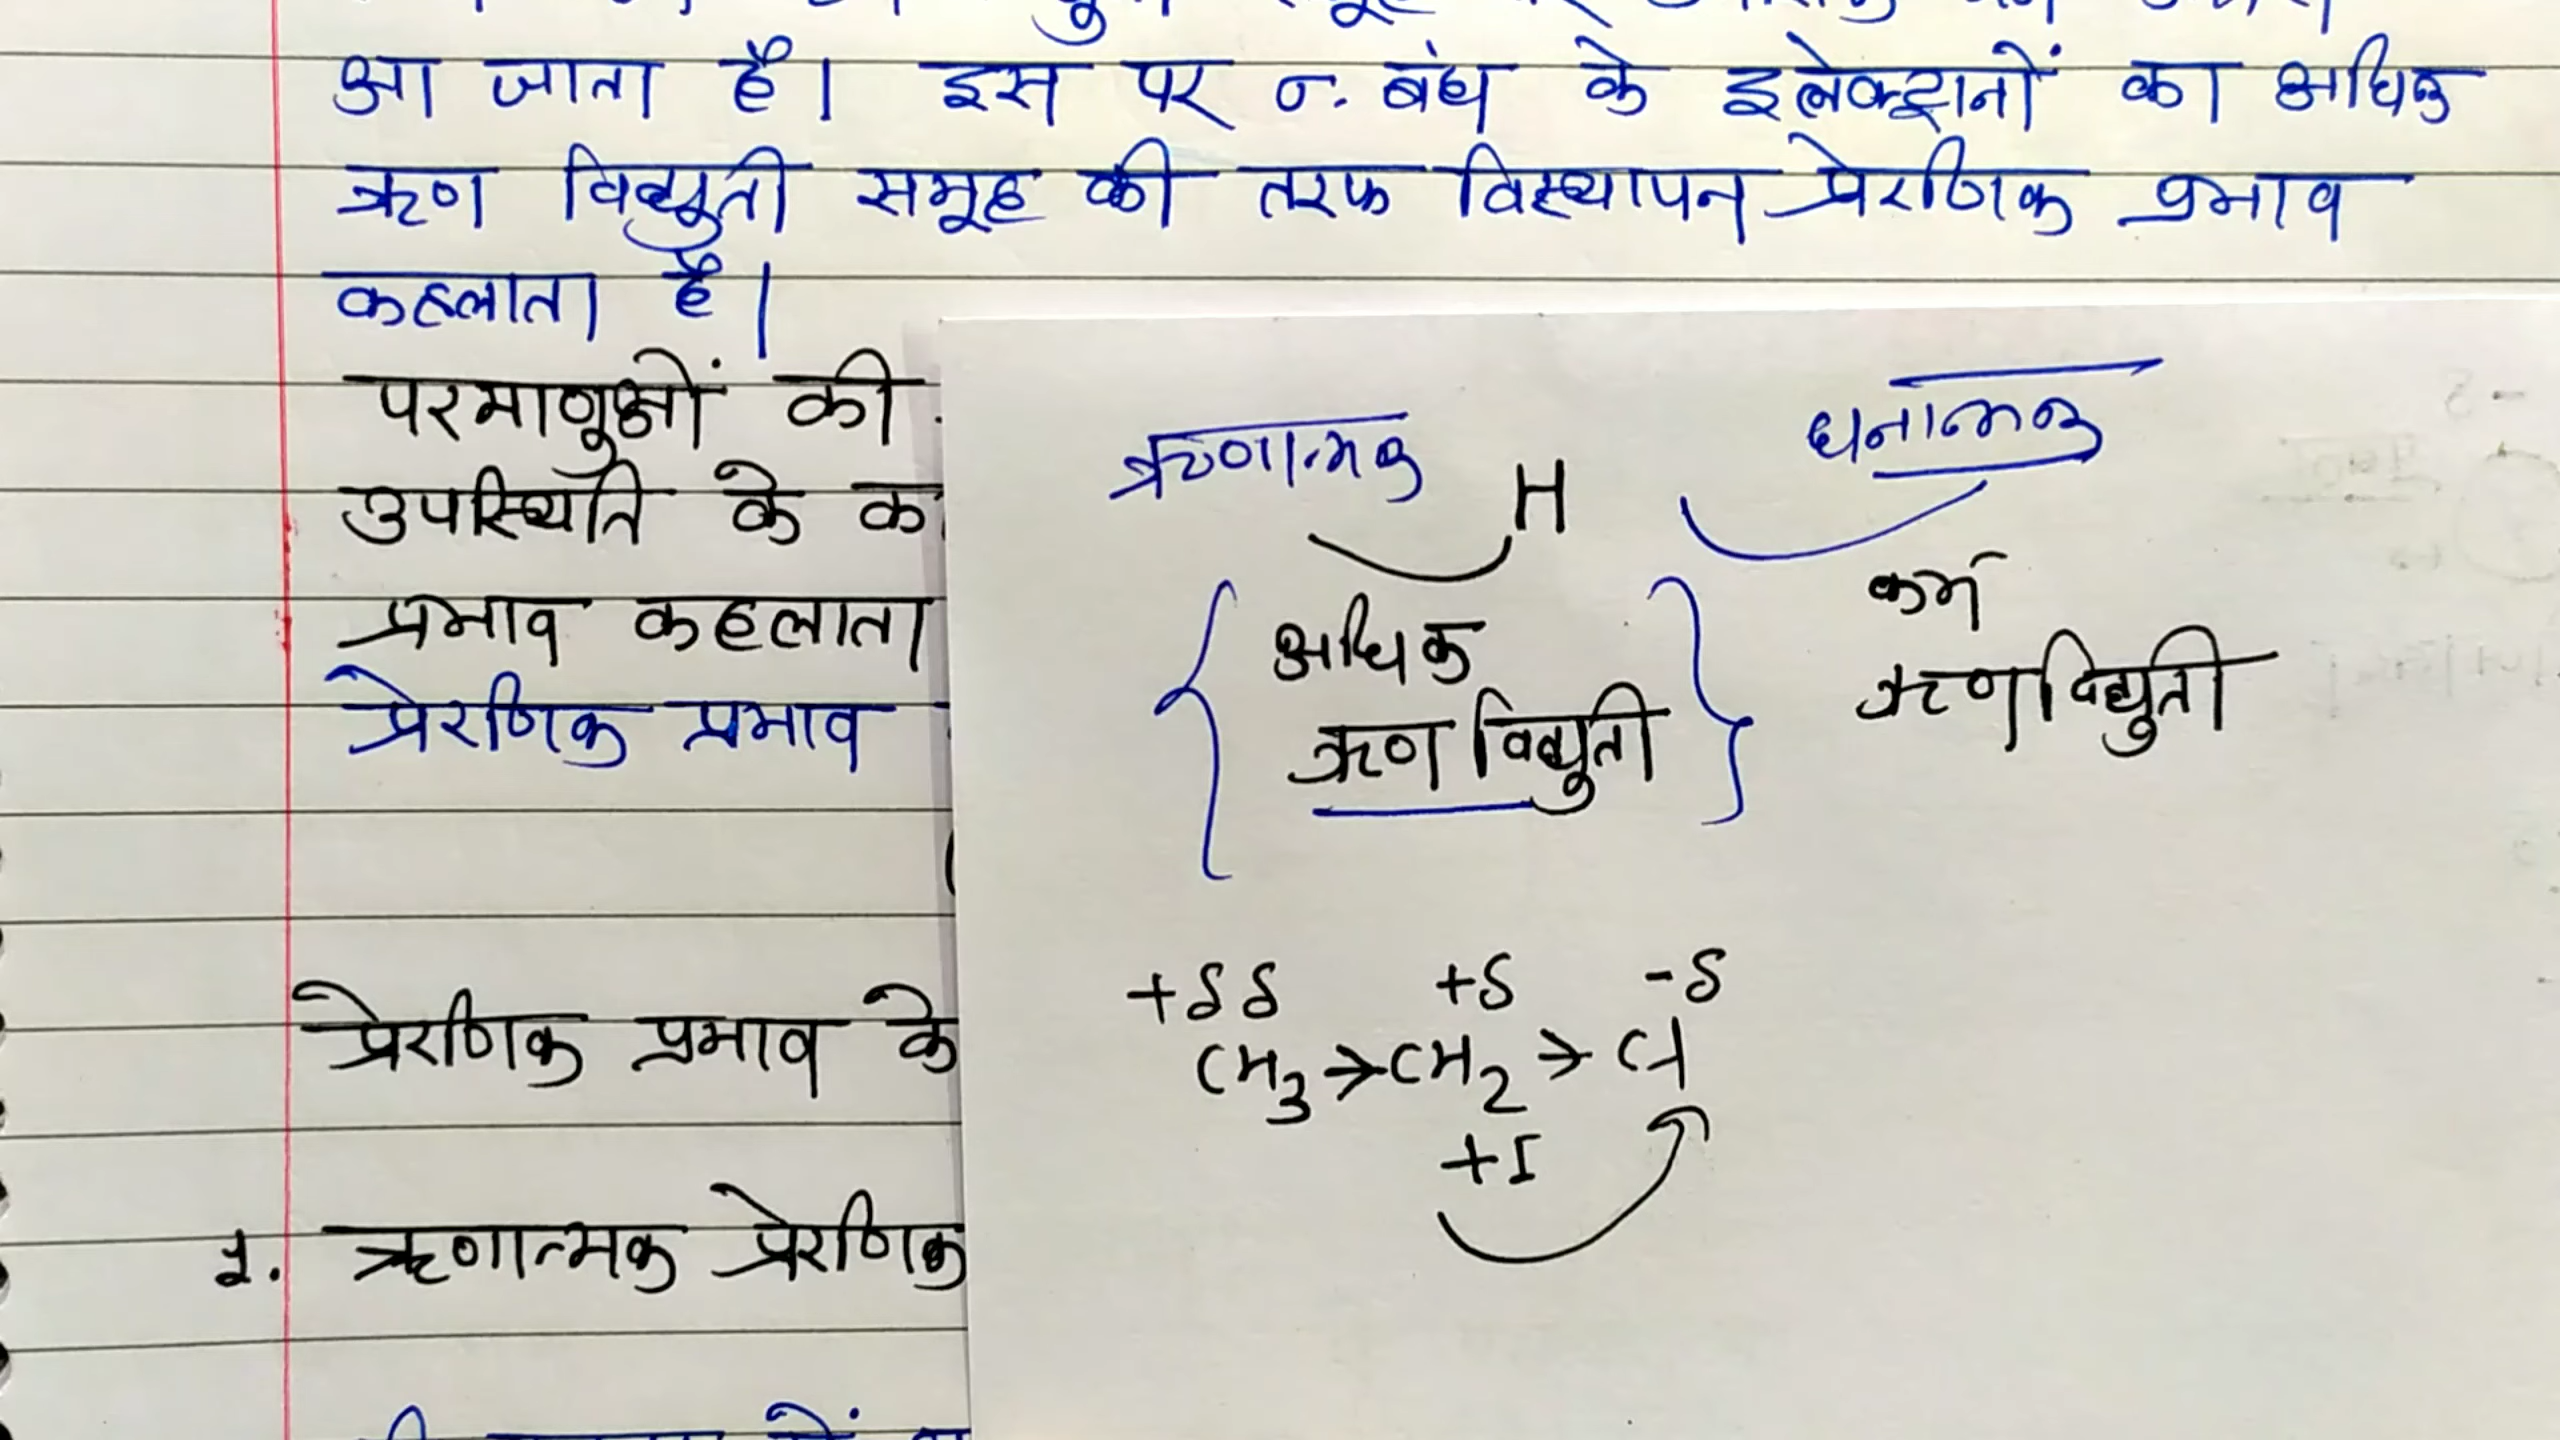 आ जाता है। इस पर σ. बंध के इलेक्ट्रानों का अधिक
ऋण विद्युती समूह की तरफ विस्थापन प्रेरणिक प्रभाव
कहलाता है।
परमाणुओं की
उपस्थिति के
प्रभाव कहलाता
प्रेरणिक प्रभाव
प्रेरणिक प्रभाव के
1. ऋणात्मक प्रेरणिक
ऋणात्मक H धनात्मक
अधिक
ऋण विद्युती
कम
ऋण विद्युती
+δδ +δ -δ
CH3→CH2→Cl
+I